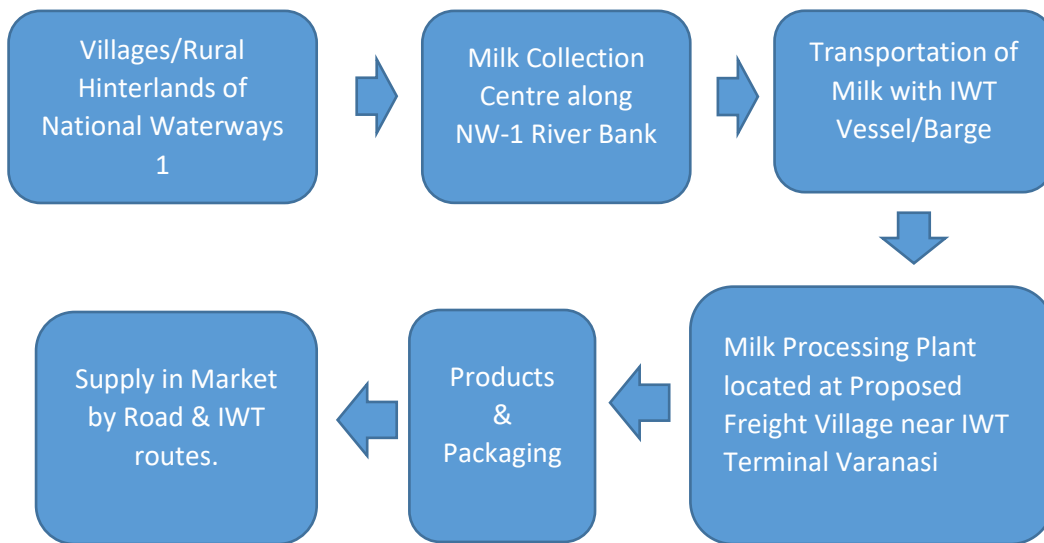 Villages/Rural
Hinterlands of
National Waterways
1
Milk Collection
Centre along
NW-1 River Bank
Transportation of
Milk with IWT
Vessel/Barge
Milk Processing Plant
located at Proposed
Freight Village near IWT
Terminal Varanasi
Products
&
Packaging
Supply in Market
by Road & IWT
routes.